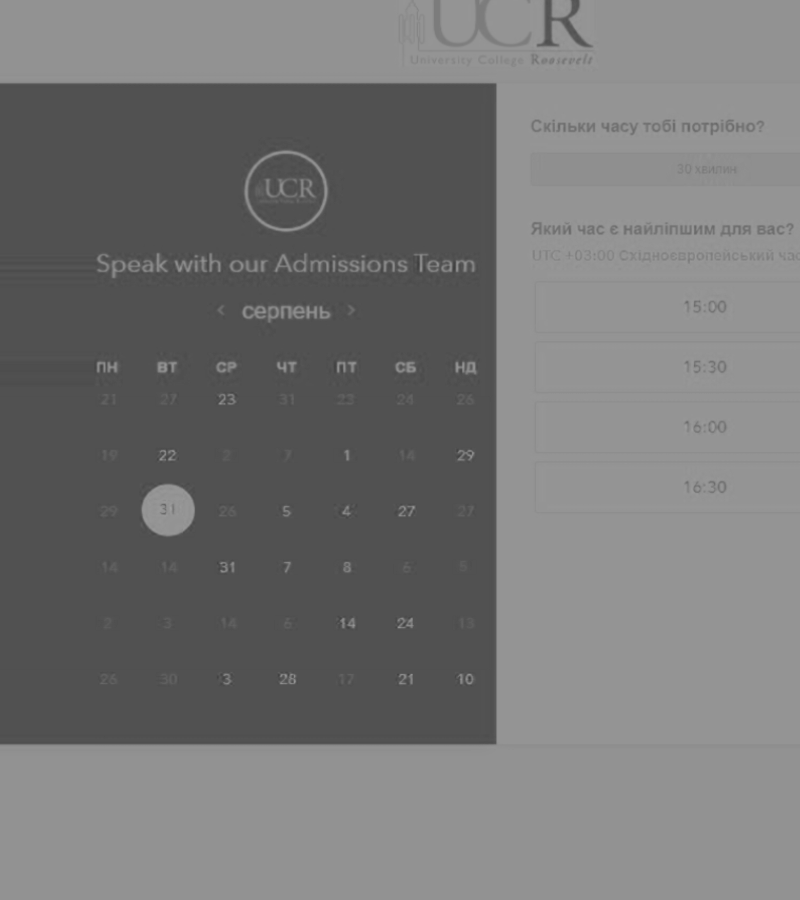 UCR
University College Roosevelt
UCR
Speak with our Admissions Team
< серпень >
ПН ВТ СР ЧТ ПТ СБ НД
21 27 23 31 23 24 26
19 22 2 7 1 14 29
29 31 26 5 4 27 27
14 14 31 7 8 6 5
2 3 14 6 14 24 13
26 30 3 28 17 21 10
Скільки часу тобі потрібно?
30 хвилин
Який час є найліпшим для вас?
UTC +03:00 Східноєвропейський час
15:00
15:30
16:00
16:30